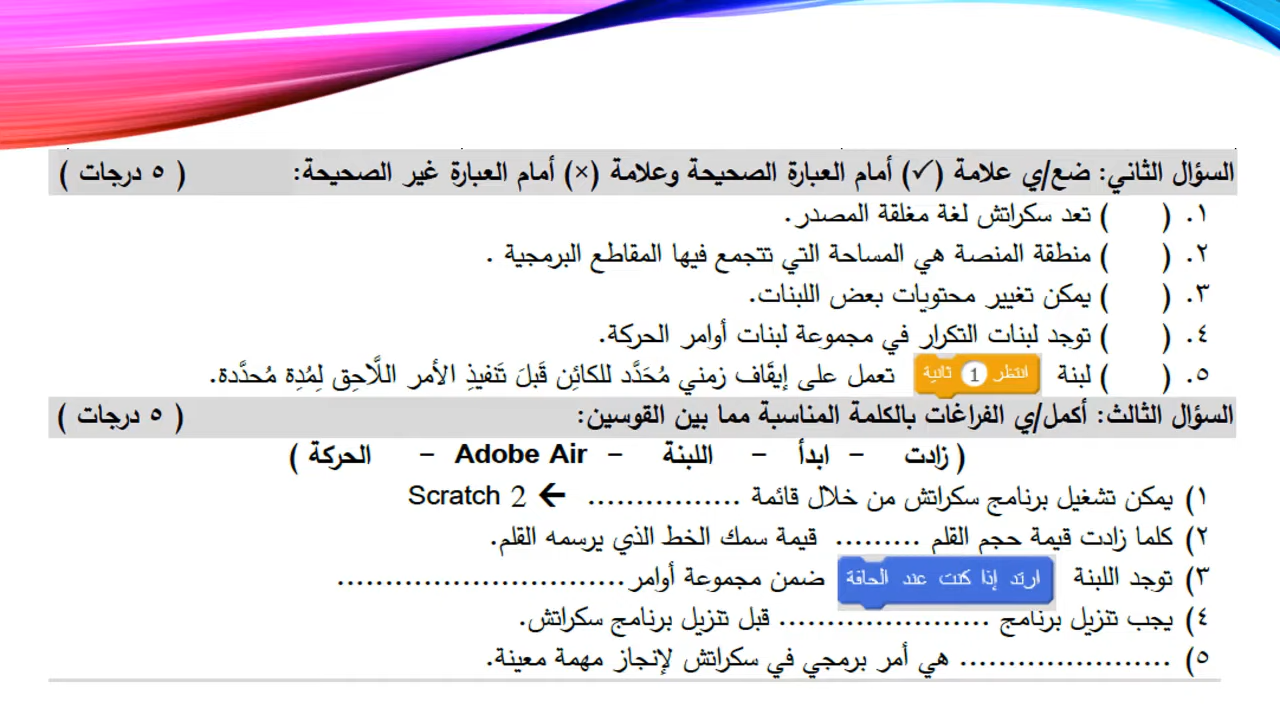 السؤال الثاني: ضع/ي علامة (✓) أمام العبارة الصحيحة وعلامة (×) أمام العبارة غير الصحيحة: ( ٥ درجات )
١. ( ) تعد سكراتش لغة مغلقة المصدر.
٢. ( ) منطقة المنصة هي المساحة التي تتجمع فيها المقاطع البرمجية .
٣. ( ) يمكن تغيير محتويات بعض اللبنات.
٤. ( ) توجد لبنات التكرار في مجموعة لبنات أوامر الحركة.
٥. ( ) لبنة انتظر 1 ثانية تعمل على إيقَاف زمني مُحَدَّد للكائِن قَبلَ تَنفيذِ الأمر اللَّاحِق لِمُدِة مُحدَّدة.
السؤال الثالث: أكمل/ي الفراغات بالكلمة المناسبة مما بين القوسين: ( ٥ درجات )
( زادت – ابدأ – اللبنة – Adobe Air – الحركة )
١) يمكن تشغيل برنامج سكراتش من خلال قائمة ................ ← Scratch 2
٢) كلما زادت قيمة حجم القلم ......... قيمة سمك الخط الذي يرسمه القلم.
٣) توجد اللبنة ارتد إذا كنت عند الحافة ضمن مجموعة أوامر..............................
٤) يجب تنزيل برنامج ...................... قبل تنزيل برنامج سكراتش.
٥) ...................... هي أمر برمجي في سكراتش لإنجاز مهمة معينة.